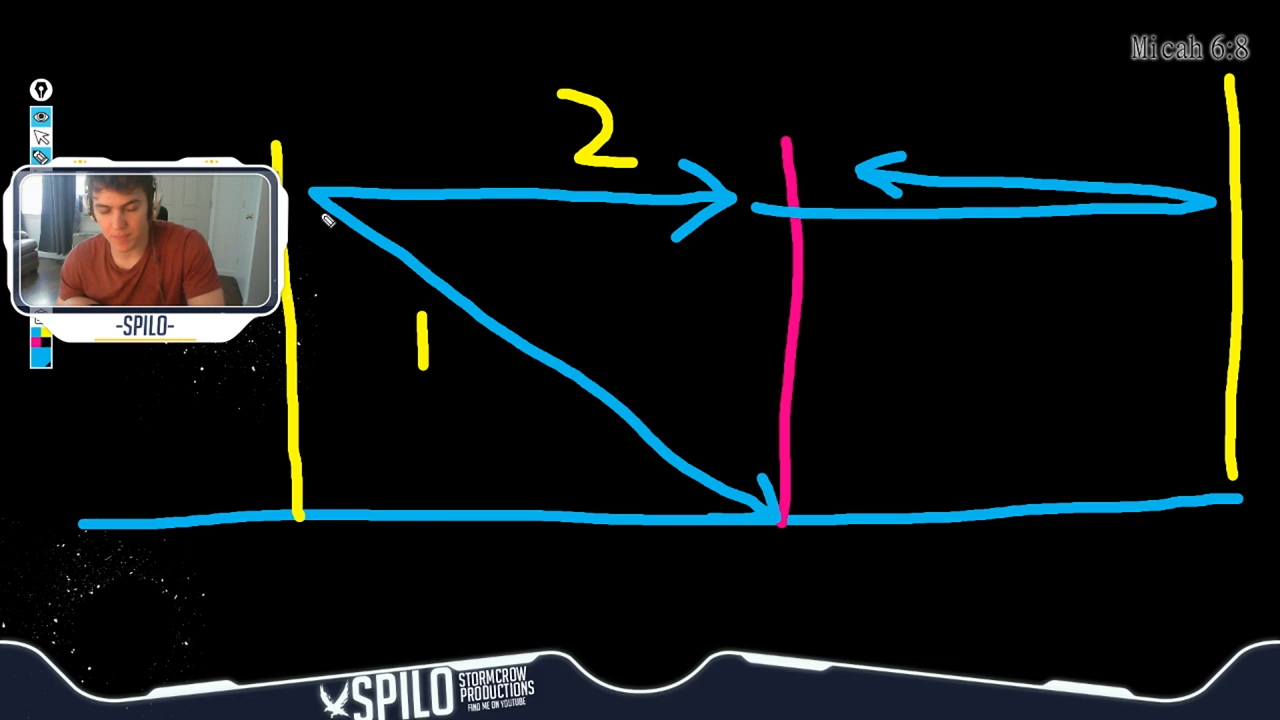 Micah 6:8
2
-SPILO-
1
SPILO
STORMCROW
PRODUCTIONS
FIND ME ON YOUTUBE